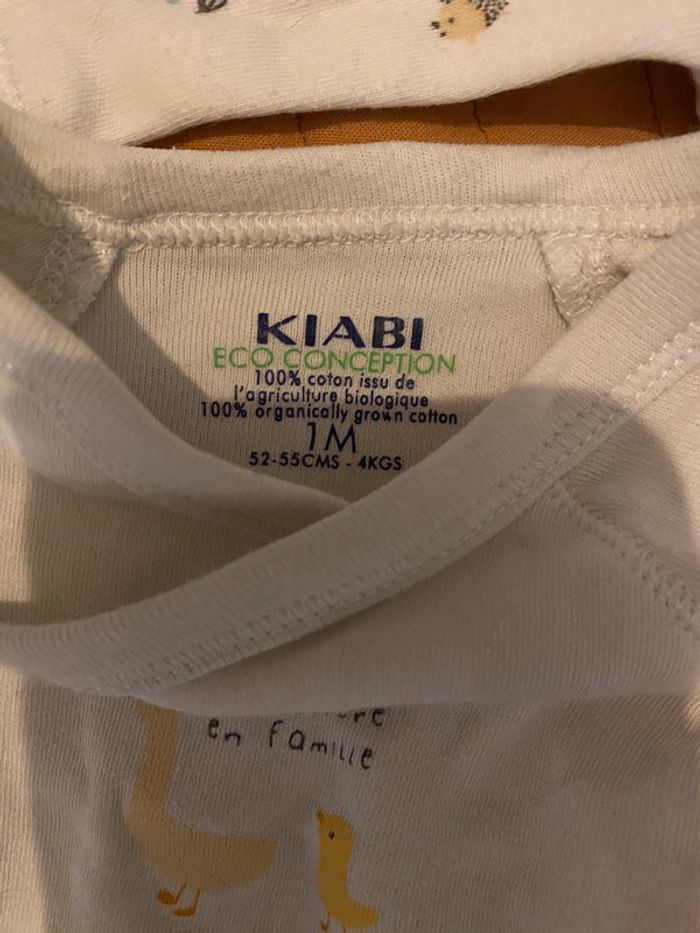 KIABI
ECO CONCEPTION
100% coton issu de
l'agriculture biologique
100% organically grown cotton
1M
52-55CMS - 4KGS
en famille